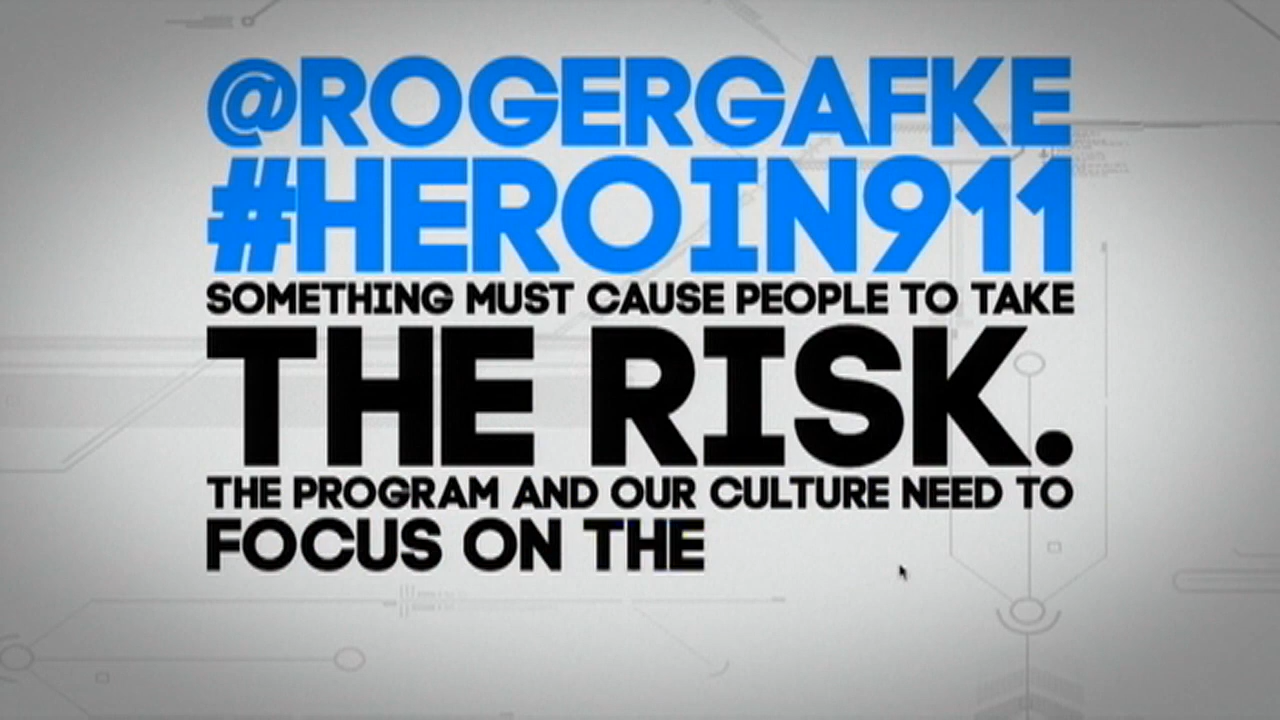 @ROGERGAFKE
#HEROIN911
SOMETHING MUST CAUSE PEOPLE TO TAKE
THE RISK.
THE PROGRAM AND OUR CULTURE NEED TO
FOCUS ON THE